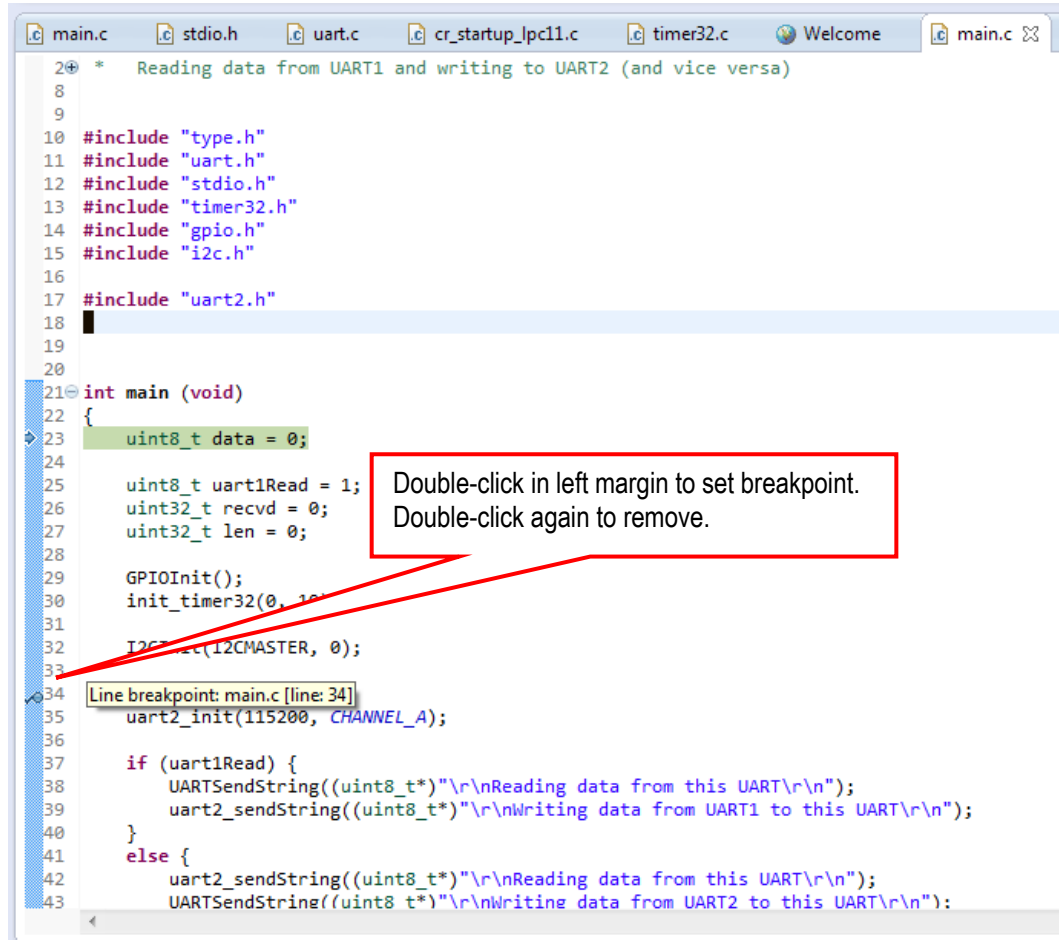 main.c stdio.h uart.c cr_startup_lpc11.c timer32.c Welcome main.c
2 * Reading data from UART1 and writing to UART2 (and vice versa)
8
9
10 #include "type.h"
11 #include "uart.h"
12 #include "stdio.h"
13 #include "timer32.h"
14 #include "gpio.h"
15 #include "i2c.h"
16
17 #include "uart2.h"
18
19
20
21 int main (void)
22 {
23 uint8_t data = 0;
24
25 uint8_t uart1Read = 1;
26 uint32_t recvd = 0;
27 uint32_t len = 0;
28
29 GPIOInit();
30 init_timer32(0, 10)
31
32 I2CInit(I2CMASTER, 0);
33
34 Line breakpoint: main.c [line: 34]
35 uart2_init(115200, CHANNEL_A);
36
37 if (uart1Read) {
38 UARTSendString((uint8_t*)"\r\nReading data from this UART\r\n");
39 uart2_sendString((uint8_t*)"\r\nWriting data from UART1 to this UART\r\n");
40 }
41 else {
42 uart2_sendString((uint8_t*)"\r\nReading data from this UART\r\n");
43 UARTSendString((uint8_t*)"\r\nWriting data from UART2 to this UART\r\n");
Double-click in left margin to set breakpoint.
Double-click again to remove.